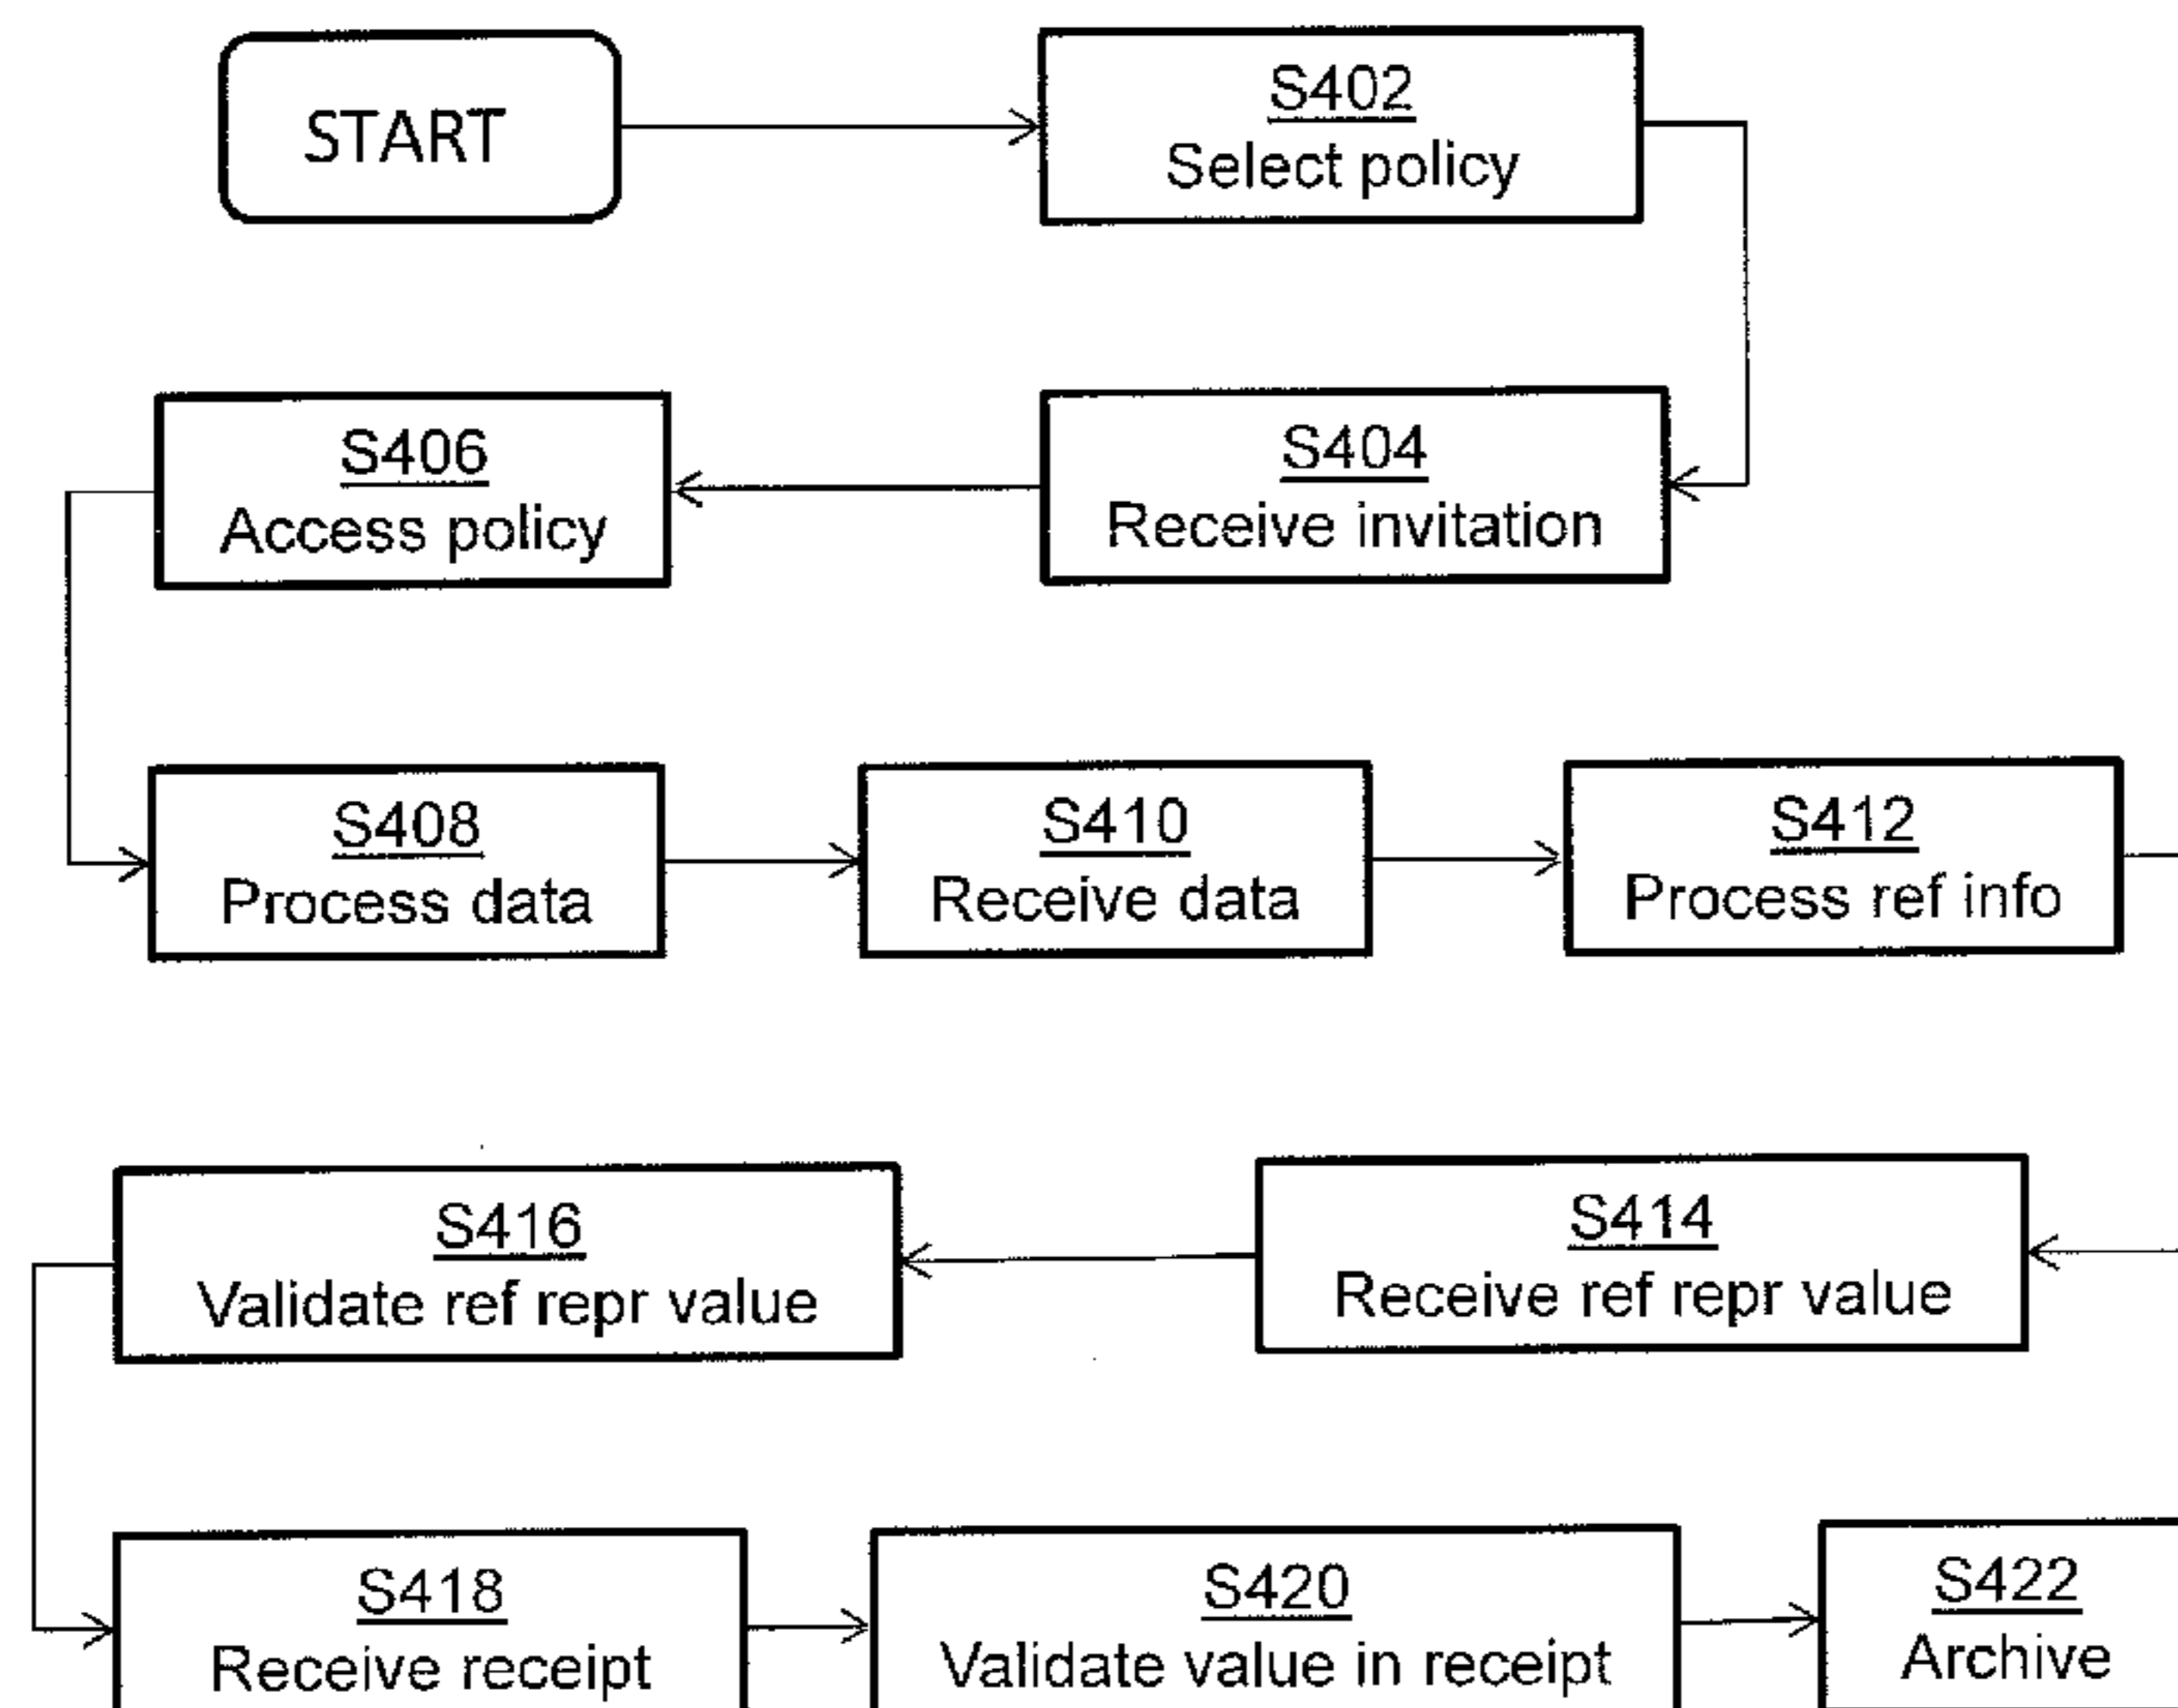 START
S402
Select policy
S404
Receive invitation
S406
Access policy
S408
Process data
S410
Receive data
S412
Process ref info
S414
Receive ref repr value
S416
Validate ref repr value
S418
Receive receipt
S420
Validate value in receipt
S422
Archive